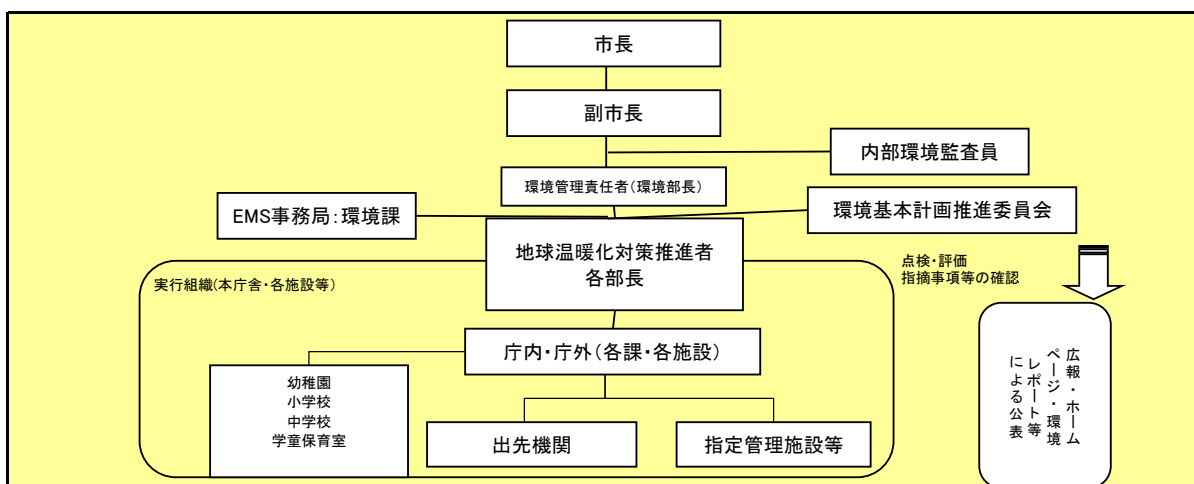 市長
副市長
内部環境監査員
環境管理責任者(環境部長)
EMS事務局:環境課
環境基本計画推進委員会
地球温暖化対策推進者
各部長
点検・評価
指摘事項等の確認
実行組織(本庁舎・各施設等)
庁内・庁外(各課・各施設)
幼稚園
小学校
中学校
学童保育室
出先機関
指定管理施設等
広報・ホーム
ページ・環境
レポート等
による公表